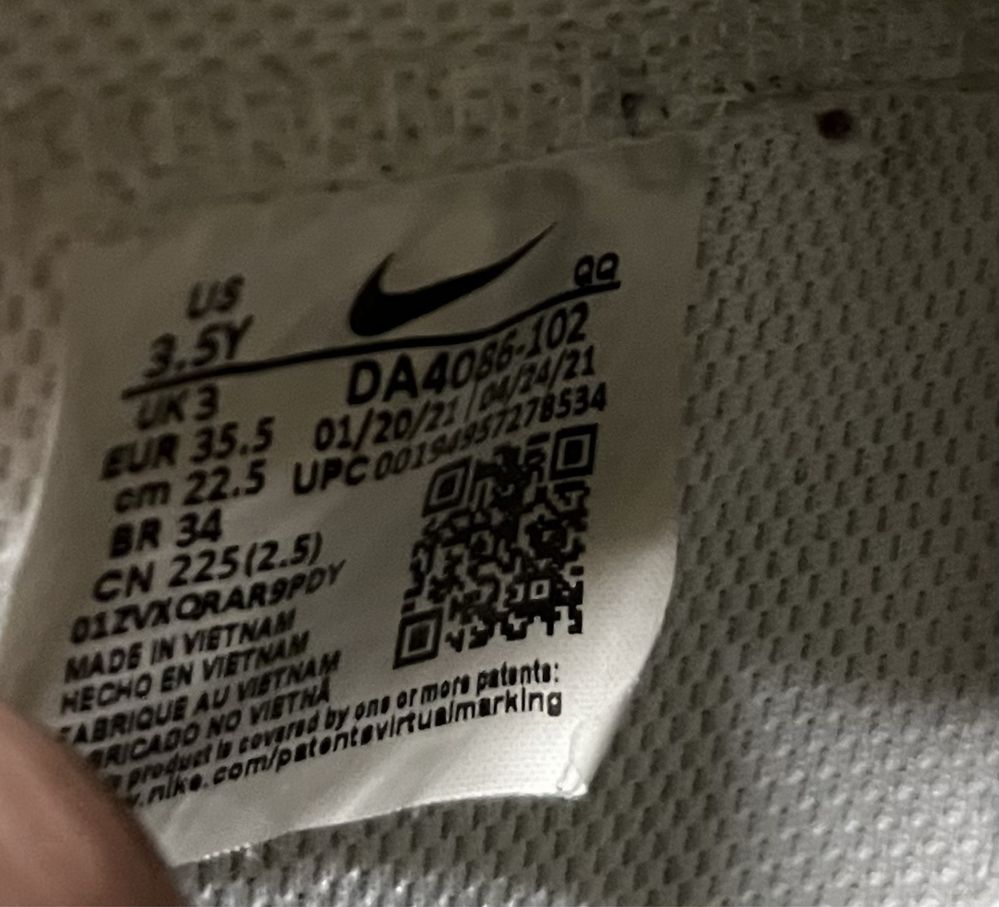 US
3.5Y
QQ
UK 3
DA4086-102
EUR 35.5
01/20/21 / 04/24/21
cm 22.5
UPC 00194957278534
BR 34
CN 225(2.5)
01ZVXQRAR9PDY
MADE IN VIETNAM
HECHO EN VIETNAM
FABRIQUE AU VIETNAM
BRICADO NO VIETNÃ
product is covered by one or more patents:
.nike.com/patentsvirtualmarking